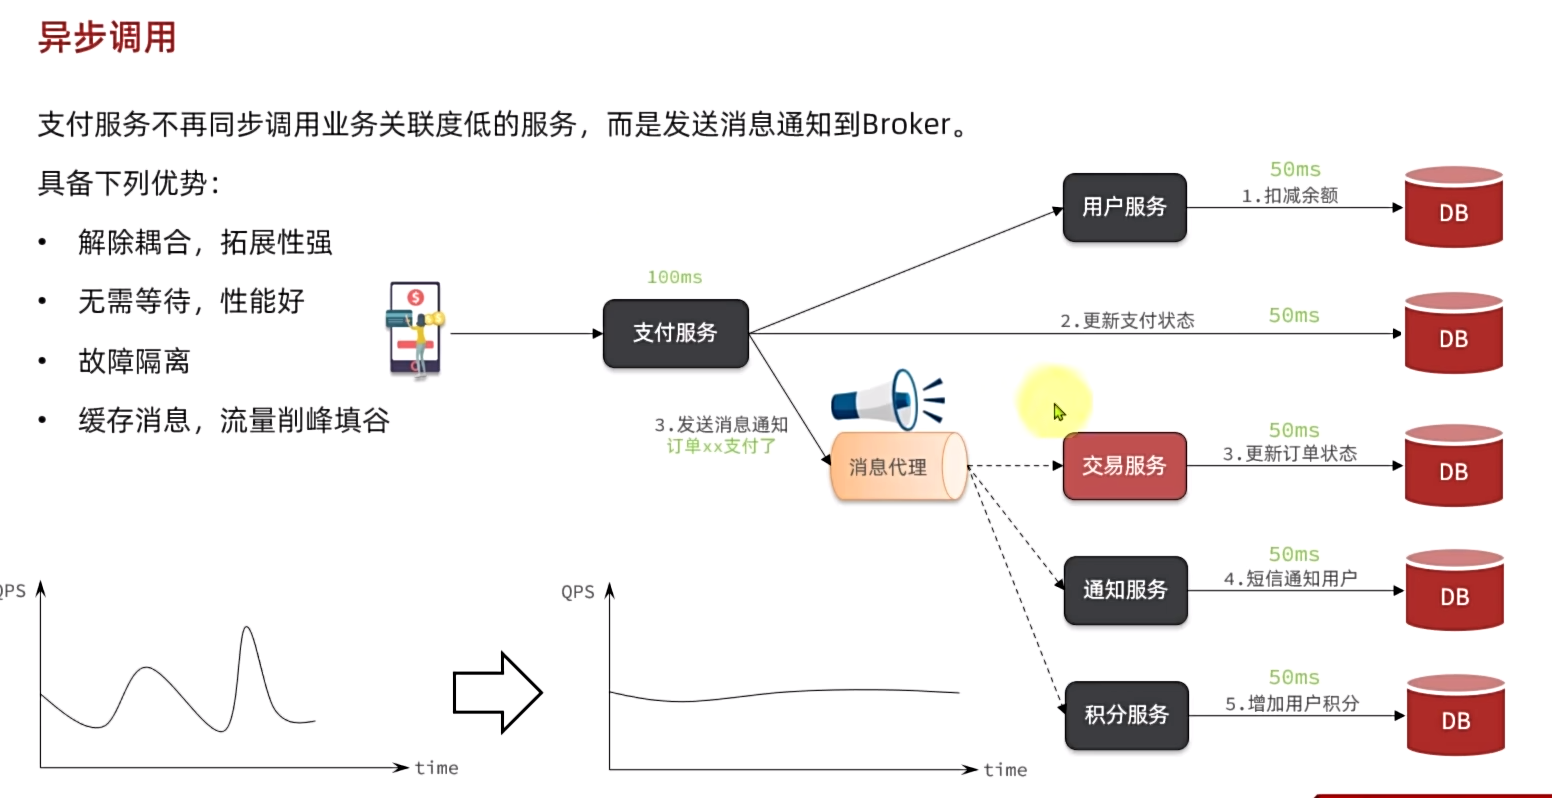 异步调用
支付服务不再同步调用业务关联度低的服务，而是发送消息通知到Broker。
具备下列优势：
• 解除耦合，拓展性强
• 无需等待，性能好
• 故障隔离
• 缓存消息，流量削峰填谷
100ms
支付服务
用户服务
50ms
1.扣减余额
DB
2.更新支付状态
50ms
DB
3.发送消息通知
订单xx支付了
消息代理
交易服务
50ms
3.更新订单状态
DB
通知服务
50ms
4.短信通知用户
DB
积分服务
50ms
5.增加用户积分
DB
QPS
time
QPS
time